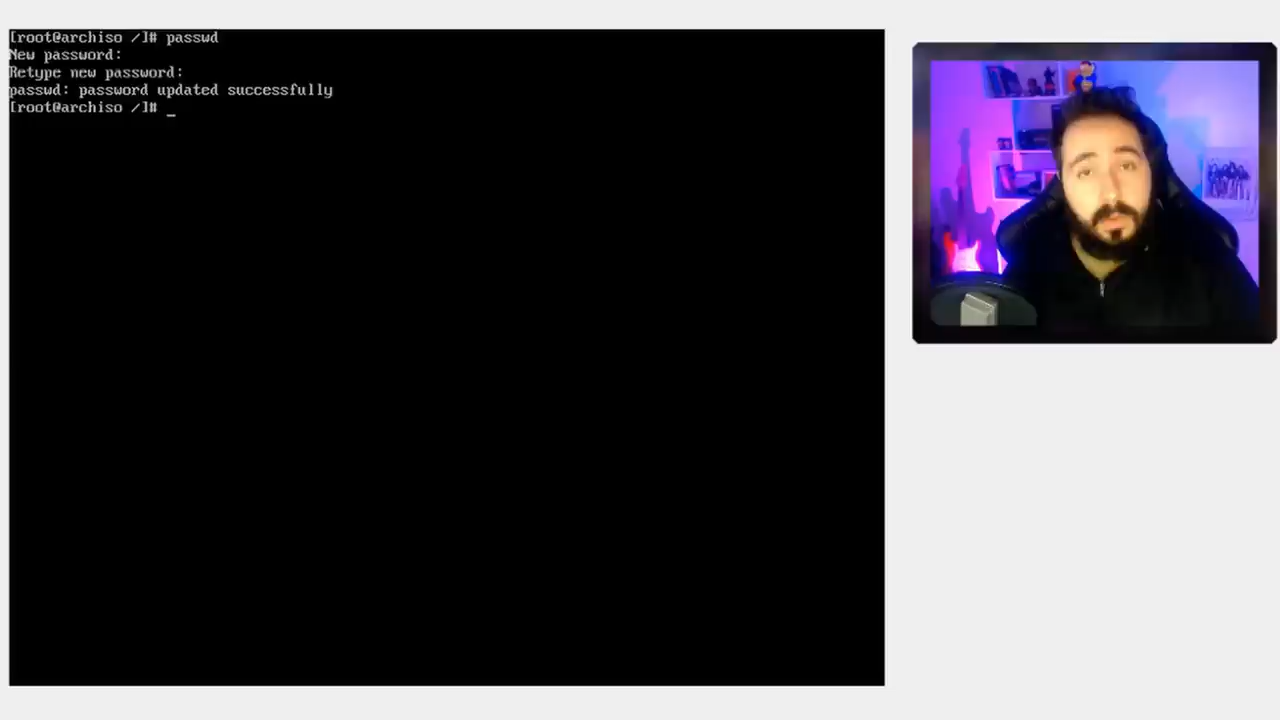 [root@archiso /]# passwd
New password:
Retype new password:
passwd: password updated successfully
[root@archiso /]# _